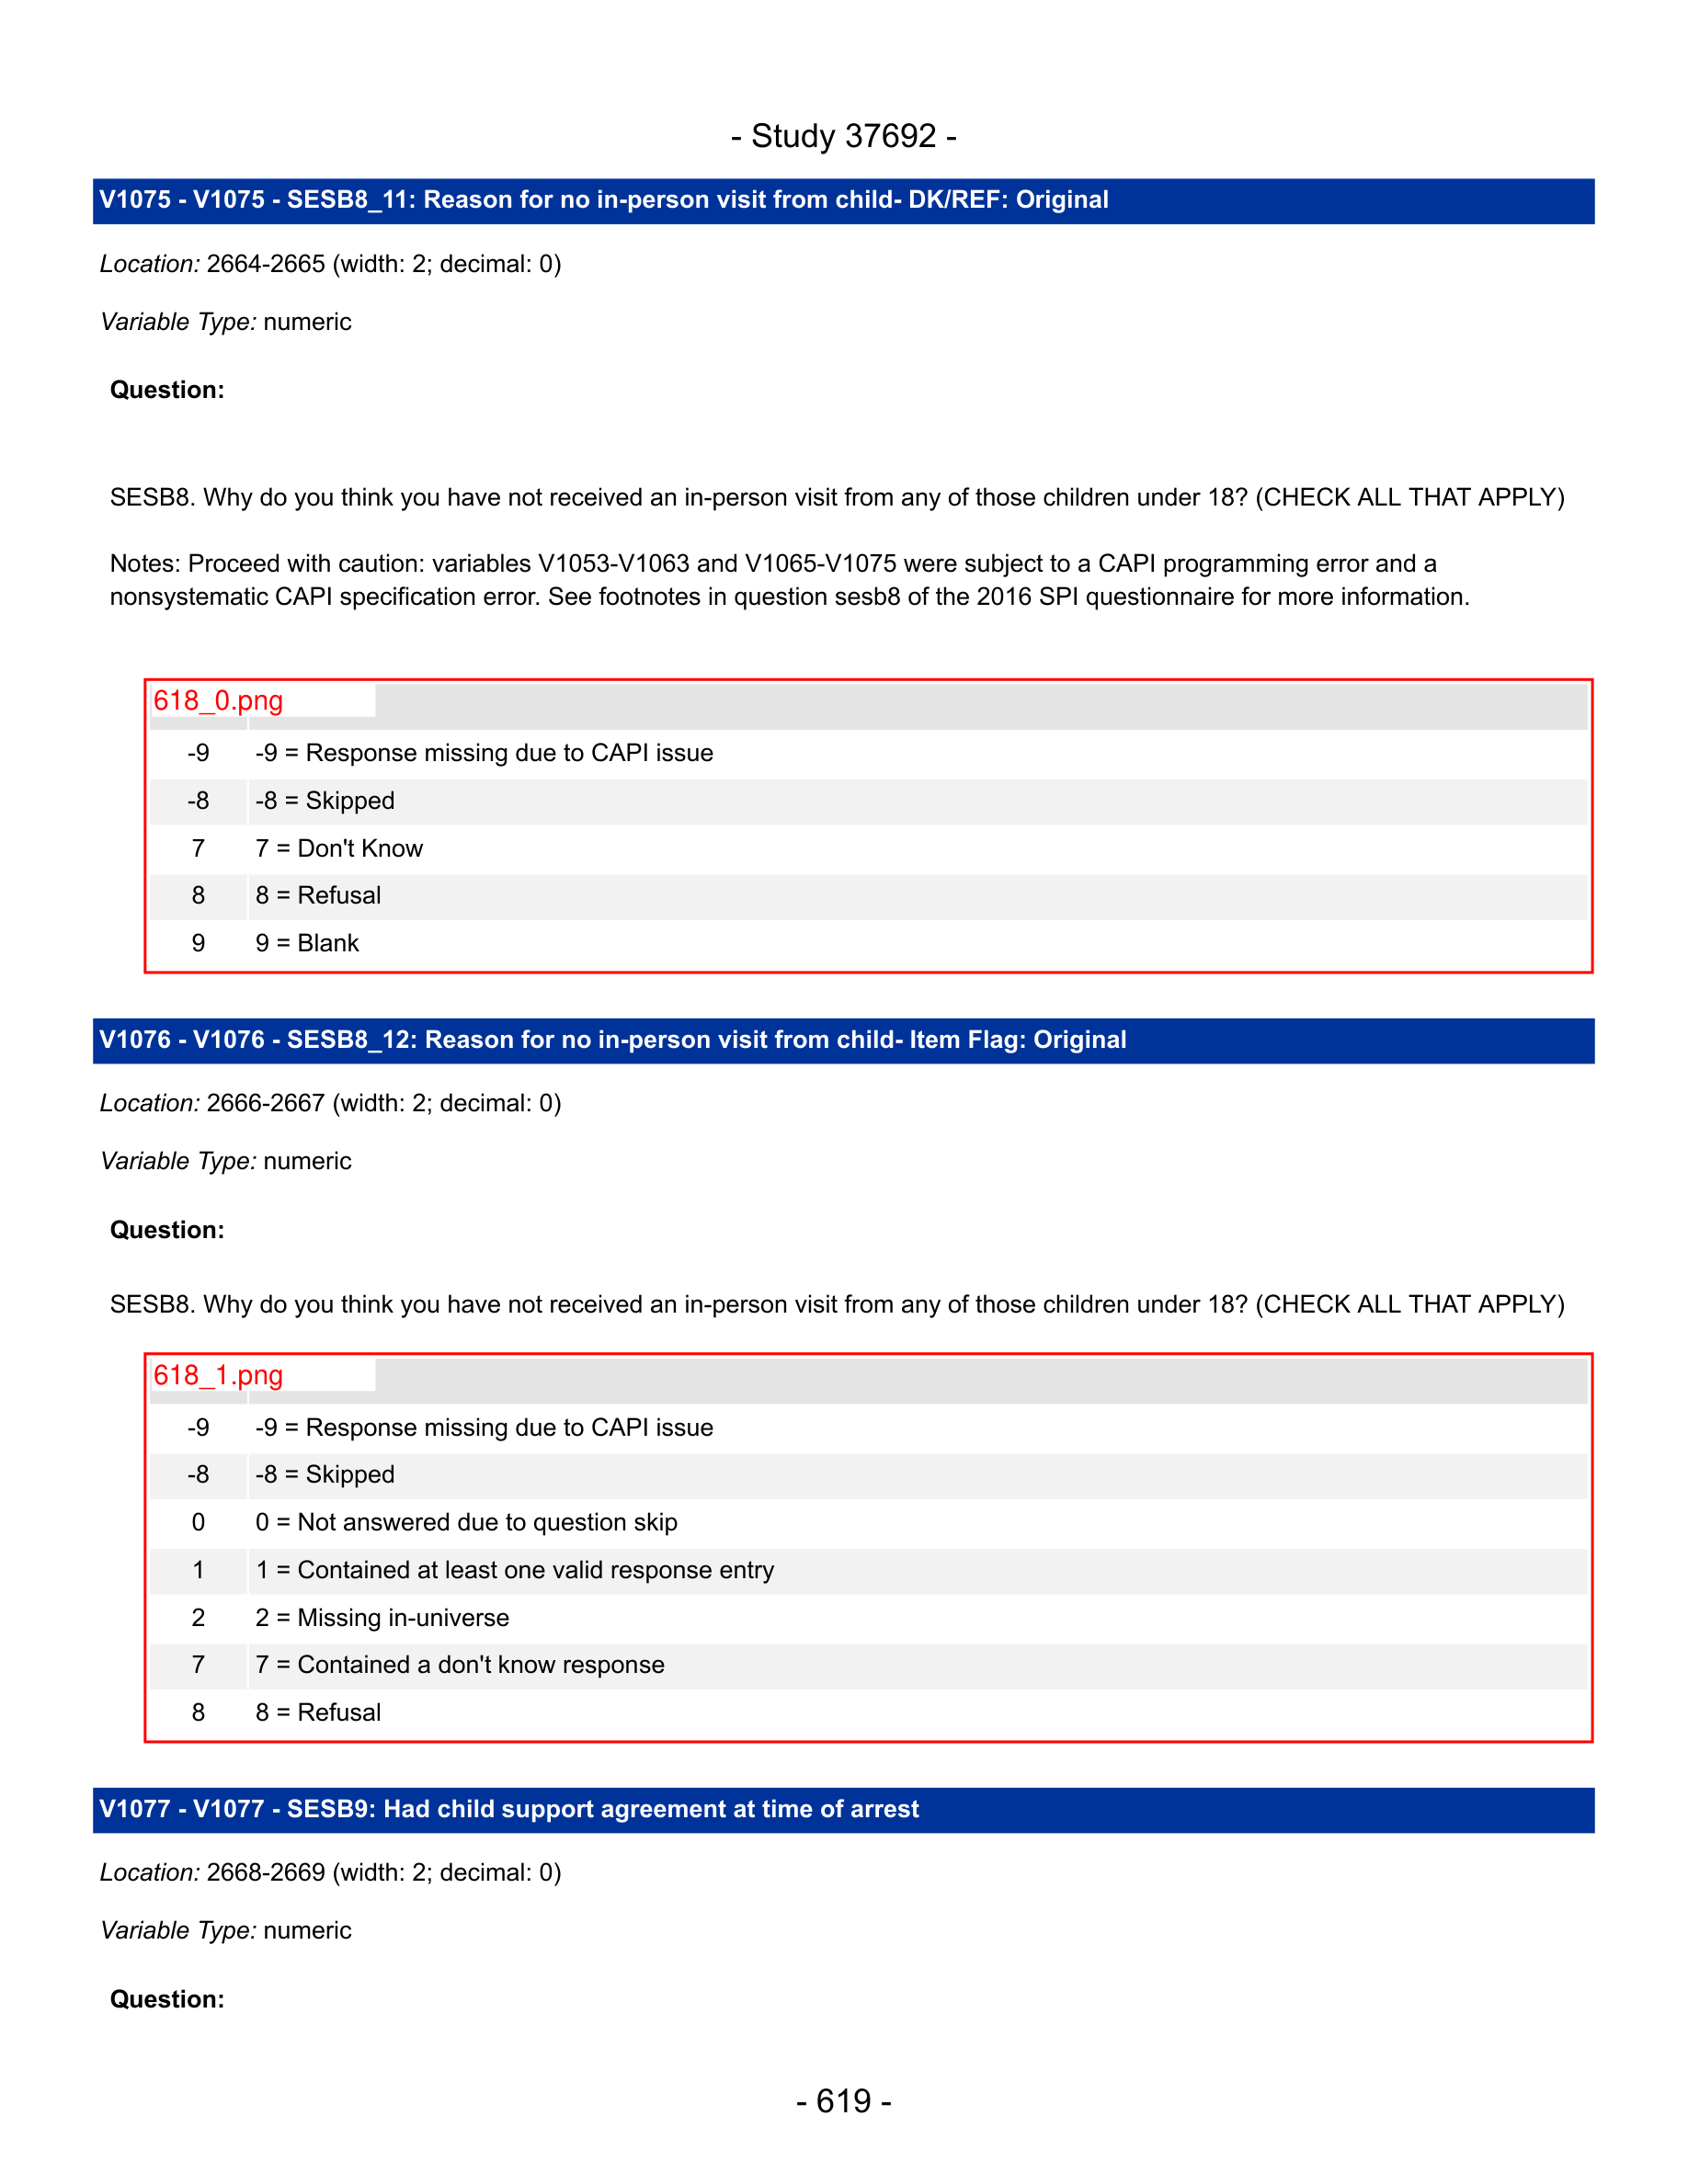 - Study 37692 -
V1075 - V1075 - SESB8_11: Reason for no in-person visit from child- DK/REF: Original
Location: 2664-2665 (width: 2; decimal: 0)
Variable Type: numeric
Question:
SESB8. Why do you think you have not received an in-person visit from any of those children under 18? (CHECK ALL THAT APPLY)
Notes: Proceed with caution: variables V1053-V1063 and V1065-V1075 were subject to a CAPI programming error and a
nonsystematic CAPI specification error. See footnotes in question sesb8 of the 2016 SPI questionnaire for more information.
618_0.png
-9 -9 = Response missing due to CAPI issue
-8 -8 = Skipped
7 7 = Don't Know
8 8 = Refusal
9 9 = Blank
V1076 - V1076 - SESB8_12: Reason for no in-person visit from child- Item Flag: Original
Location: 2666-2667 (width: 2; decimal: 0)
Variable Type: numeric
Question:
SESB8. Why do you think you have not received an in-person visit from any of those children under 18? (CHECK ALL THAT APPLY)
618_1.png
-9 -9 = Response missing due to CAPI issue
-8 -8 = Skipped
0 0 = Not answered due to question skip
1 1 = Contained at least one valid response entry
2 2 = Missing in-universe
7 7 = Contained a don't know response
8 8 = Refusal
V1077 - V1077 - SESB9: Had child support agreement at time of arrest
Location: 2668-2669 (width: 2; decimal: 0)
Variable Type: numeric
Question:
- 619 -